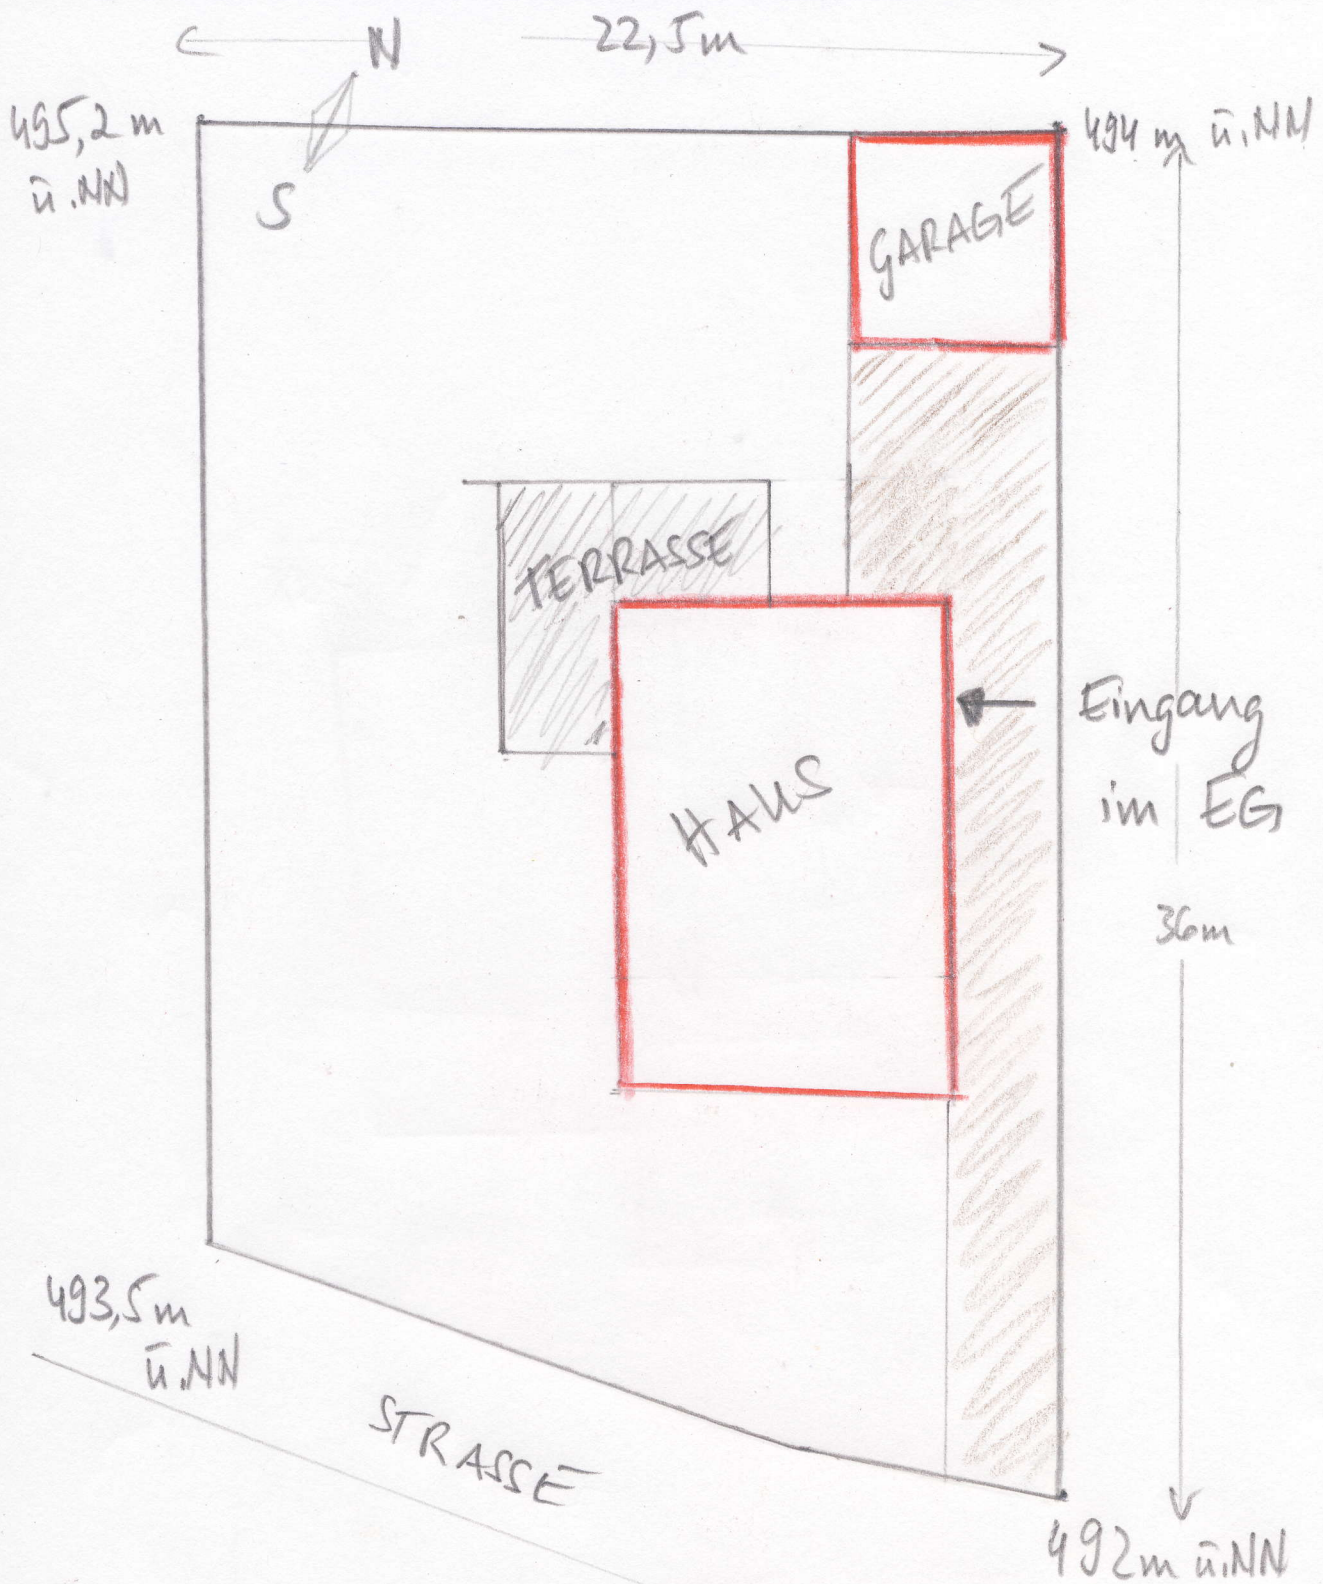 N
22,5m
495,2 m
ü.NN
494 m ü.NN
S
GARAGE
TERRASSE
Eingang
im EG
HAUS
36m
493,5m
ü.NN
STRASSE
492m ü.NN